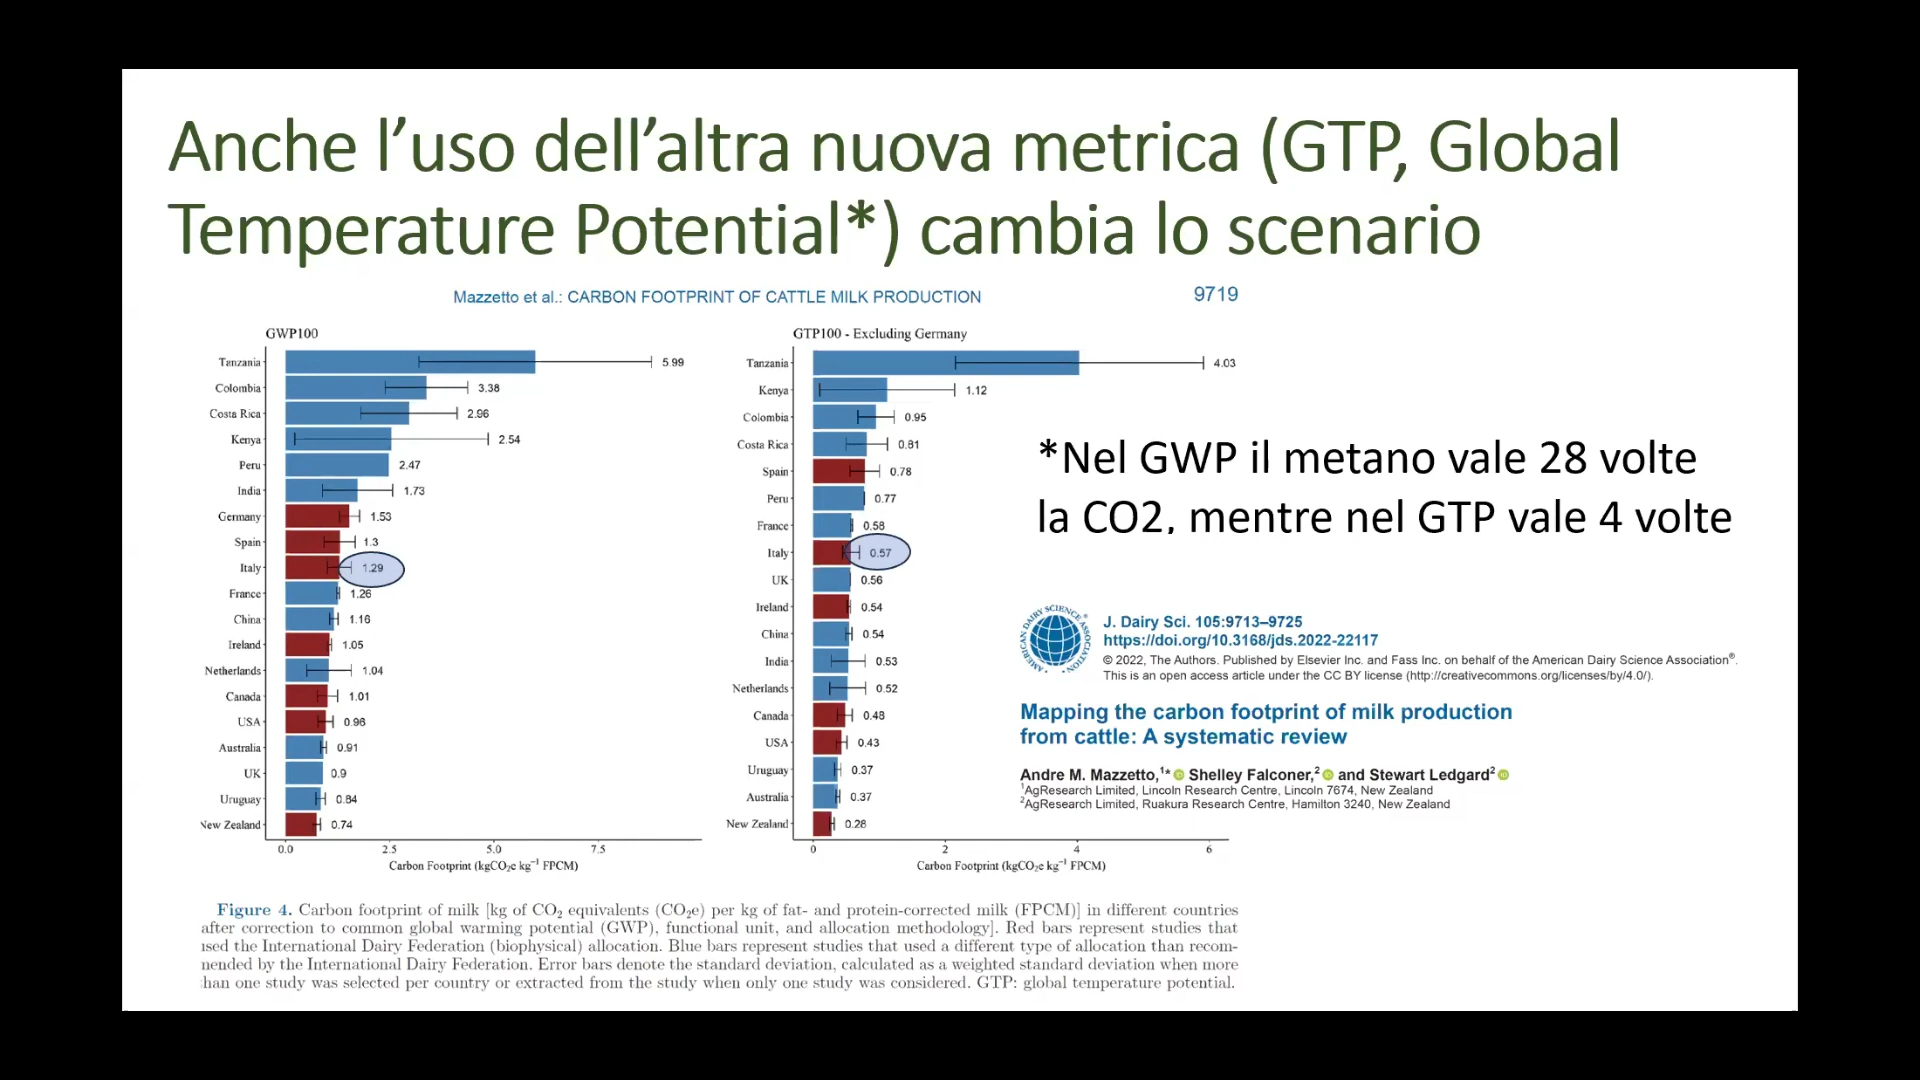 Anche l’uso dell’altra nuova metrica (GTP, Global
Temperature Potential*) cambia lo scenario
Mazzetto et al.: CARBON FOOTPRINT OF CATTLE MILK PRODUCTION
9719
GWP100
Tanzania 5.99
Colombia 3.38
Costa Rica 2.96
Kenya 2.54
Peru 2.47
India 1.73
Germany 1.53
Spain 1.3
Italy 1.29
France 1.26
China 1.16
Ireland 1.05
Netherlands 1.04
Canada 1.01
USA 0.96
Australia 0.91
UK 0.9
Uruguay 0.84
New Zealand 0.74
0.0 2.5 5.0 7.5
Carbon Footprint (kgCO₂e kg⁻¹ FPCM)
GTP100 - Excluding Germany
Tanzania 4.03
Kenya 1.12
Colombia 0.95
Costa Rica 0.81
Spain 0.78
Peru 0.77
France 0.58
Italy 0.57
UK 0.56
Ireland 0.54
China 0.54
India 0.53
Netherlands 0.52
Canada 0.48
USA 0.43
Uruguay 0.37
Australia 0.37
New Zealand 0.28
0 2 4 6
Carbon Footprint (kgCO₂e kg⁻¹ FPCM)
*Nel GWP il metano vale 28 volte
la CO2, mentre nel GTP vale 4 volte
AMERICAN DAIRY SCIENCE ASSOCIATION®
J. Dairy Sci. 105:9713–9725
https://doi.org/10.3168/jds.2022-22117
© 2022, The Authors. Published by Elsevier Inc. and Fass Inc. on behalf of the American Dairy Science Association®.
This is an open access article under the CC BY license (http://creativecommons.org/licenses/by/4.0/).
Mapping the carbon footprint of milk production
from cattle: A systematic review
Andre M. Mazzetto,¹* Shelley Falconer,² and Stewart Ledgard²
¹AgResearch Limited, Lincoln Research Centre, Lincoln 7674, New Zealand
²AgResearch Limited, Ruakura Research Centre, Hamilton 3240, New Zealand
Figure 4. Carbon footprint of milk [kg of CO₂ equivalents (CO₂e) per kg of fat- and protein-corrected milk (FPCM)] in different countries
after correction to common global warming potential (GWP), functional unit, and allocation methodology]. Red bars represent studies that
used the International Dairy Federation (biophysical) allocation. Blue bars represent studies that used a different type of allocation than recom-
mended by the International Dairy Federation. Error bars denote the standard deviation, calculated as a weighted standard deviation when more
than one study was selected per country or extracted from the study when only one study was considered. GTP: global temperature potential.